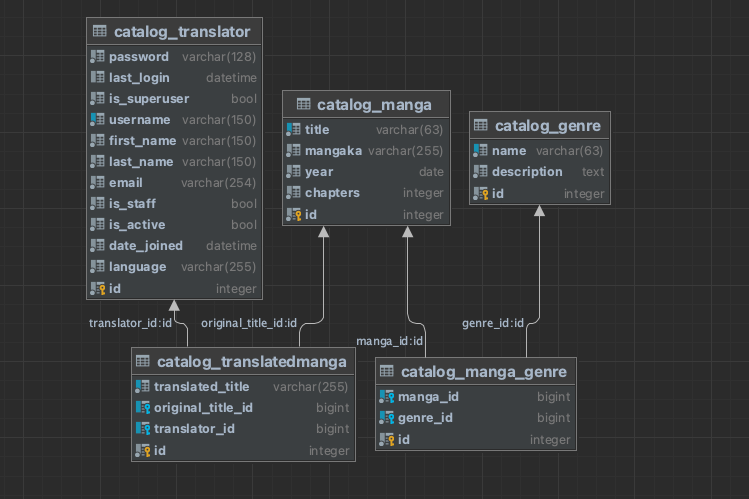 catalog_translator
password varchar(128)
last_login datetime
is_superuser bool
username varchar(150)
first_name varchar(150)
last_name varchar(150)
email varchar(254)
is_staff bool
is_active bool
date_joined datetime
language varchar(255)
id integer
catalog_manga
title varchar(63)
mangaka varchar(255)
year date
chapters integer
id integer
catalog_genre
name varchar(63)
description text
id integer
translator_id:id
original_title_id:id
manga_id:id
genre_id:id
catalog_translatedmanga
translated_title varchar(255)
original_title_id bigint
translator_id bigint
id integer
catalog_manga_genre
manga_id bigint
genre_id bigint
id integer